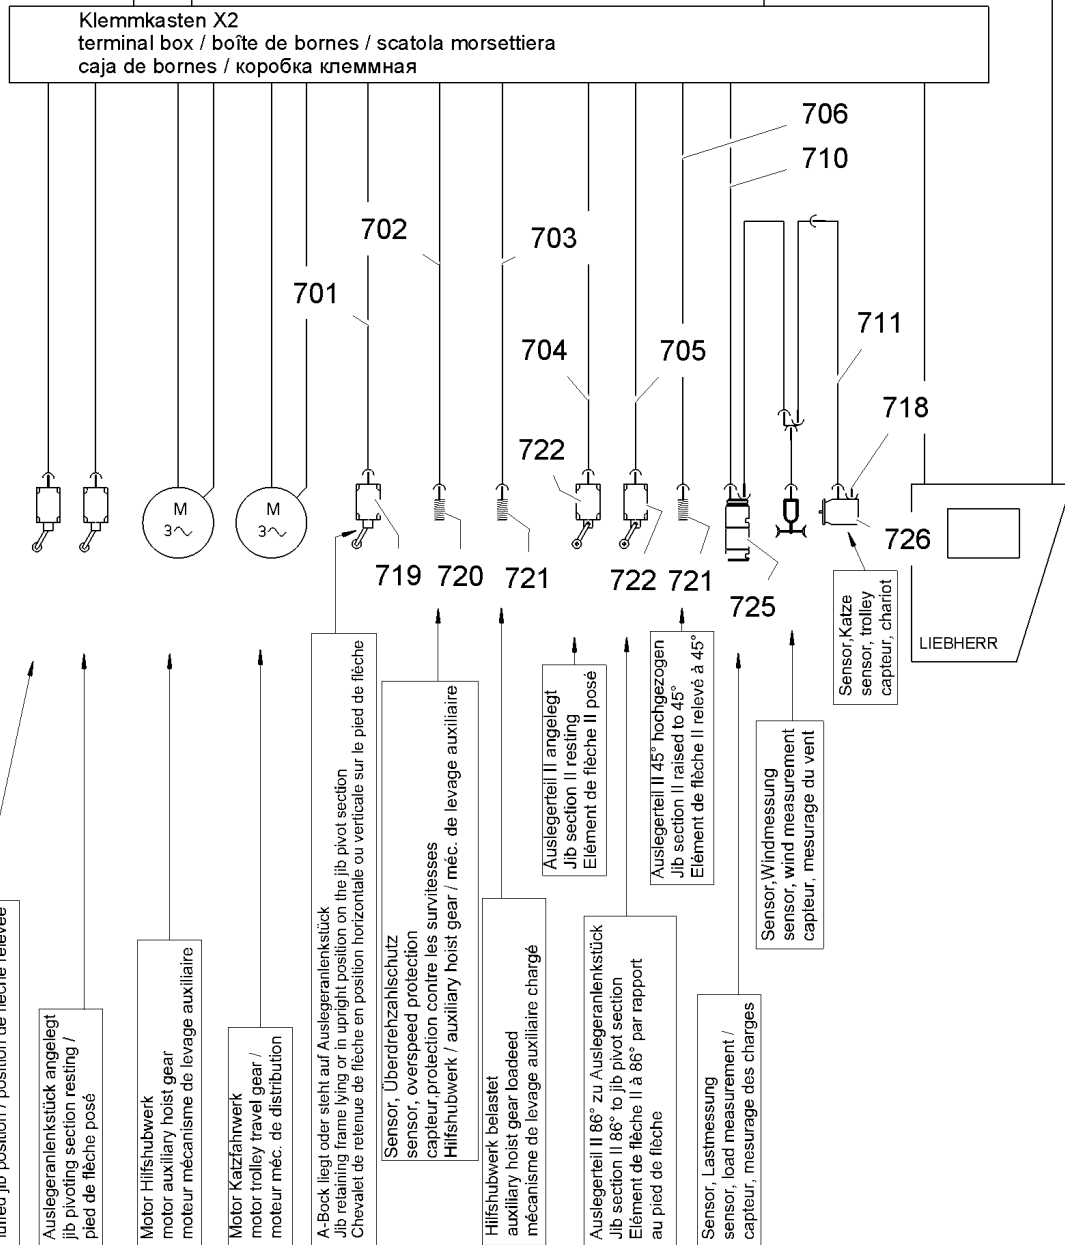 Klemmkasten X2
terminal box / boîte de bornes / scatola morsettiera
caja de bornes / коробка клеммная
706
710
702
703
701
711
704
705
718
722
M
3~
M
3~
726
719
720
721
722
721
725
LIEBHERR
Sensor,Katze
sensor, trolley
capteur, chariot
luffed jib position / position de flèche relevée
Auslegeranlenkstück angelegt
jib pivoting section resting /
pied de flèche posé
Motor Hilfshubwerk
motor auxiliary hoist gear
moteur mécanisme de levage auxiliaire
Motor Katzfahrwerk
motor trolley travel gear /
moteur méc. de distribution
A-Bock liegt oder steht auf Auslegeranlenkstück
Jib retaining frame lying or in upright position on the jib pivot section
Chevalet de retenue de flèche en position horizontale ou verticale sur le pied de flèche
Sensor, Überdrehzahlschutz
sensor, overspeed protection
capteur,protection contre les survitesses
Hilfshubwerk / auxiliary hoist gear / méc. de levage auxiliaire
Hilfshubwerk belastet
auxiliary hoist gear loadeed
mécanisme de levage auxiliaire chargé
Auslegerteil II angelegt
Jib section II resting
Elément de flèche II posé
Auslegerteil II 86° zu Auslegeranlenkstück
Jib section II 86° to jib pivot section
Elément de flèche II à 86° par rapport
au pied de flèche
Auslegerteil II 45° hochgezogen
Jib section II raised to 45°
Elément de flèche II relevé à 45°
Sensor, Lastmessung
sensor, load measurement /
capteur, mesurage des charges
Sensor,Windmessung
sensor, wind measurement
capteur, mesurage du vent